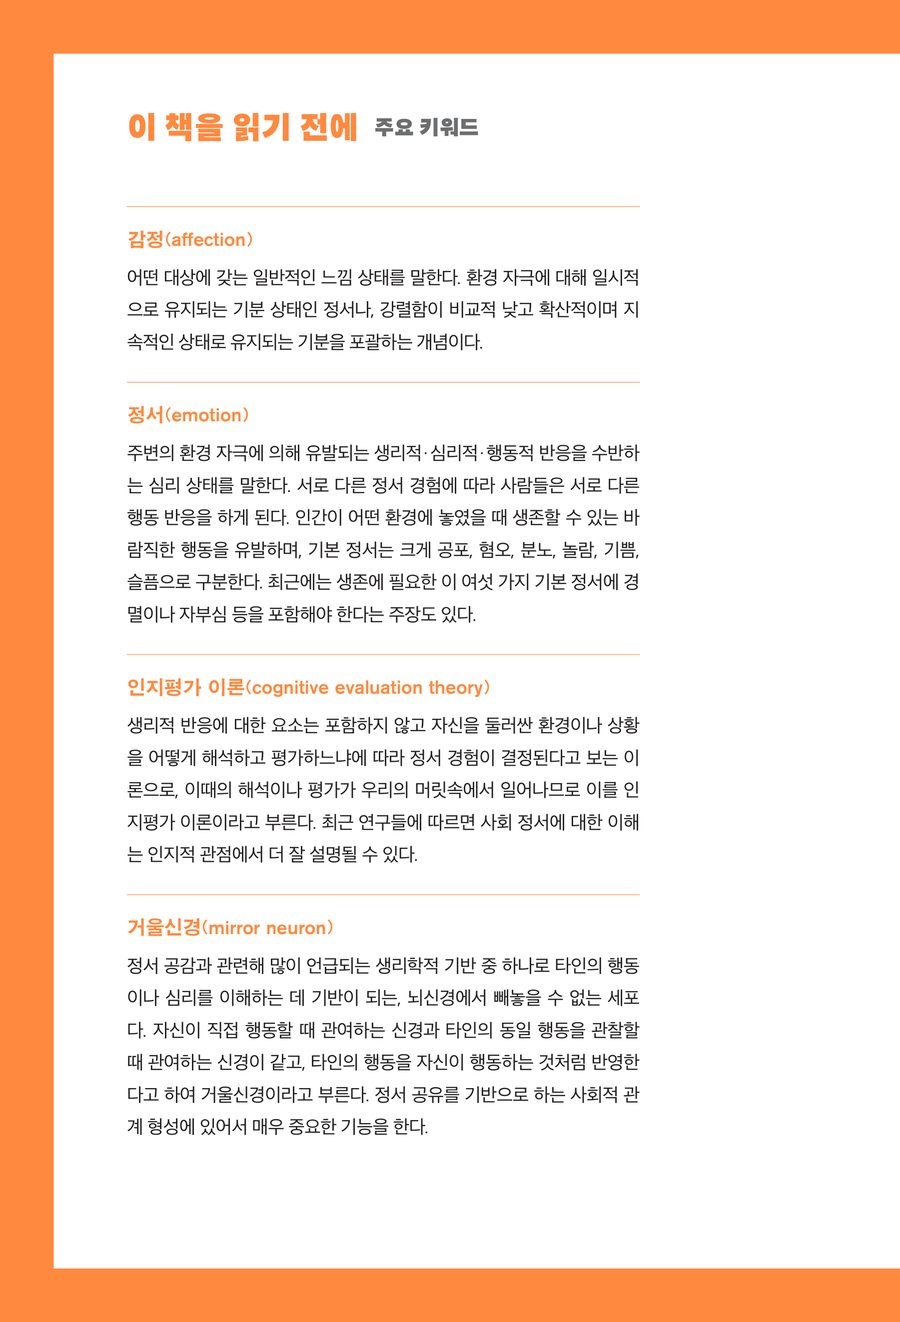 이 책을 읽기 전에 주요 키워드
감정(affection)
어떤 대상에 갖는 일반적인 느낌 상태를 말한다. 환경 자극에 대해 일시적
으로 유지되는 기분 상태인 정서나, 강렬함이 비교적 낮고 확산적이며 지
속적인 상태로 유지되는 기분을 포괄하는 개념이다.
정서(emotion)
주변의 환경 자극에 의해 유발되는 생리적·심리적·행동적 반응을 수반하
는 심리 상태를 말한다. 서로 다른 정서 경험에 따라 사람들은 서로 다른
행동 반응을 하게 된다. 인간이 어떤 환경에 놓였을 때 생존할 수 있는 바
람직한 행동을 유발하며, 기본 정서는 크게 공포, 혐오, 분노, 놀람, 기쁨,
슬픔으로 구분한다. 최근에는 생존에 필요한 이 여섯 가지 기본 정서에 경
멸이나 자부심 등을 포함해야 한다는 주장도 있다.
인지평가 이론(cognitive evaluation theory)
생리적 반응에 대한 요소는 포함하지 않고 자신을 둘러싼 환경이나 상황
을 어떻게 해석하고 평가하느냐에 따라 정서 경험이 결정된다고 보는 이
론으로, 이때의 해석이나 평가가 우리의 머릿속에서 일어나므로 이를 인
지평가 이론이라고 부른다. 최근 연구들에 따르면 사회 정서에 대한 이해
는 인지적 관점에서 더 잘 설명될 수 있다.
거울신경(mirror neuron)
정서 공감과 관련해 많이 언급되는 생리학적 기반 중 하나로 타인의 행동
이나 심리를 이해하는 데 기반이 되는, 뇌신경에서 빼놓을 수 없는 세포
다. 자신이 직접 행동할 때 관여하는 신경과 타인의 동일 행동을 관찰할
때 관여하는 신경이 같고, 타인의 행동을 자신이 행동하는 것처럼 반영한
다고 하여 거울신경이라고 부른다. 정서 공유를 기반으로 하는 사회적 관
계 형성에 있어서 매우 중요한 기능을 한다.